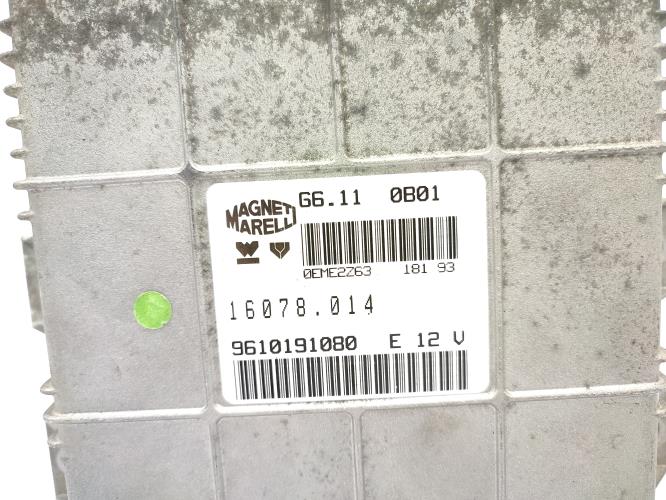 MAGNETI MARELLI
G6.11 0B01
0EME2Z63 181 93
16078.014
9610191080 E 12 V